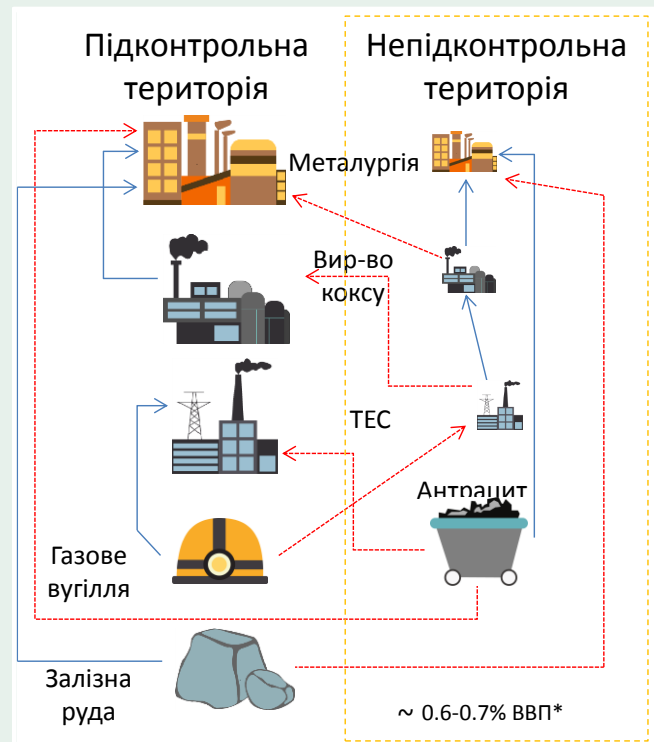 Підконтрольна
територія
Непідконтрольна
територія
Металургія
Вир-во
коксу
ТЕС
Антрацит
Газове
вугілля
Залізна
руда
~ 0.6-0.7% ВВП*